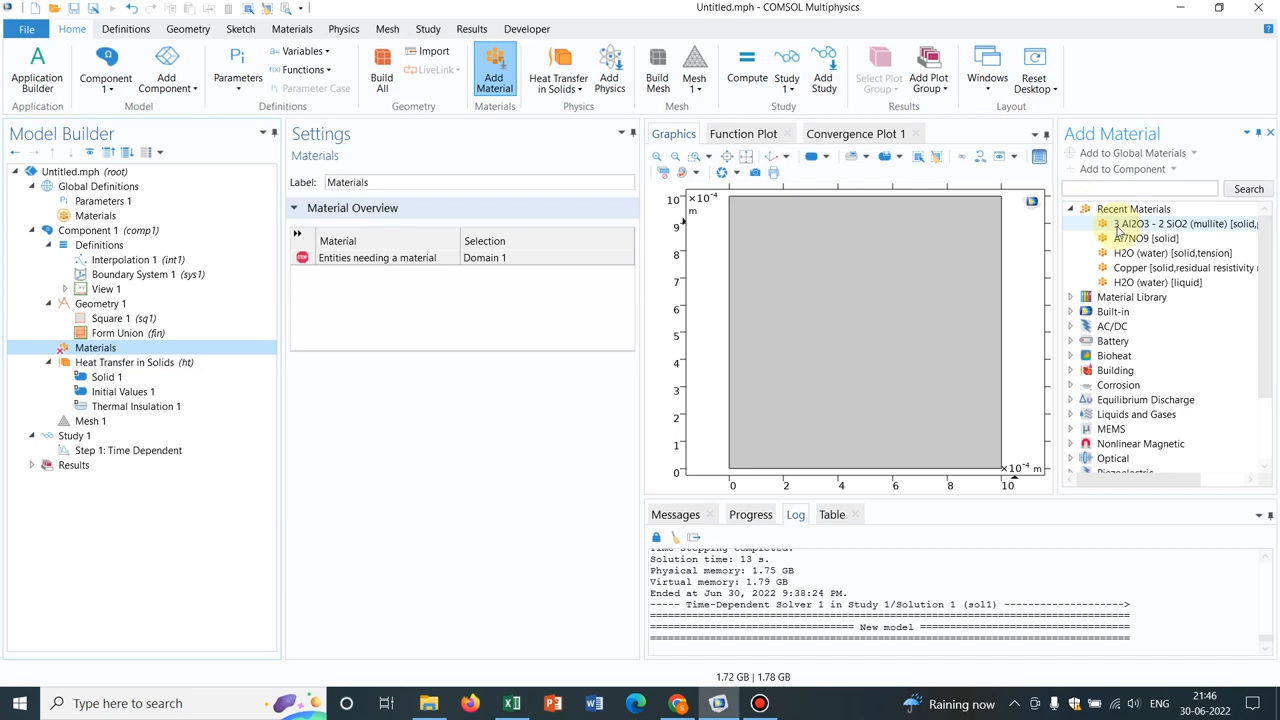 Untitled.mph - COMSOL Multiphysics
File
Home
Definitions
Geometry
Sketch
Materials
Physics
Mesh
Study
Results
Developer
Application Builder
Component 1
Add Component
Parameters
Variables
Functions
Parameter Case
Build All
Import
LiveLink
Add Material
Heat Transfer in Solids
Add Physics
Build Mesh
Mesh 1
Compute
Study 1
Add Study
Select Plot Group
Add Plot Group
Windows
Reset Desktop
Application
Model
Definitions
Geometry
Materials
Physics
Mesh
Study
Results
Layout
Model Builder
Untitled.mph (root)
Global Definitions
Parameters 1
Materials
Component 1 (comp1)
Definitions
Interpolation 1 (int1)
Boundary System 1 (sys1)
View 1
Geometry 1
Square 1 (sq1)
Form Union (fin)
Materials
Heat Transfer in Solids (ht)
Solid 1
Initial Values 1
Thermal Insulation 1
Mesh 1
Study 1
Step 1: Time Dependent
Results
Settings
Materials
Label: Materials
Material Overview
Material Selection
Entities needing a material Domain 1
Graphics
Function Plot
Convergence Plot 1
×10⁻⁴
m
10
9
8
7
6
5
4
3
2
1
0
0 2 4 6 8 10
×10⁻⁴ m
Add Material
Add to Global Materials
Add to Component
Search
Recent Materials
3 Al2O3 - 2 SiO2 (mullite) [solid,
Al7NO9 [solid]
H2O (water) [solid,tension]
Copper [solid,residual resistivity
H2O (water) [liquid]
Material Library
Built-in
AC/DC
Battery
Bioheat
Building
Corrosion
Equilibrium Discharge
Liquids and Gases
MEMS
Nonlinear Magnetic
Optical
Messages
Progress
Log
Table
Time-stepping completed.
Solution time: 13 s.
Physical memory: 1.75 GB
Virtual memory: 1.79 GB
Ended at Jun 30, 2022 9:38:24 PM.
----- Time-Dependent Solver 1 in Study 1/Solution 1 (sol1) -------------------->
New model
1.72 GB | 1.78 GB
Type here to search
Raining now
ENG
21:46
30-06-2022